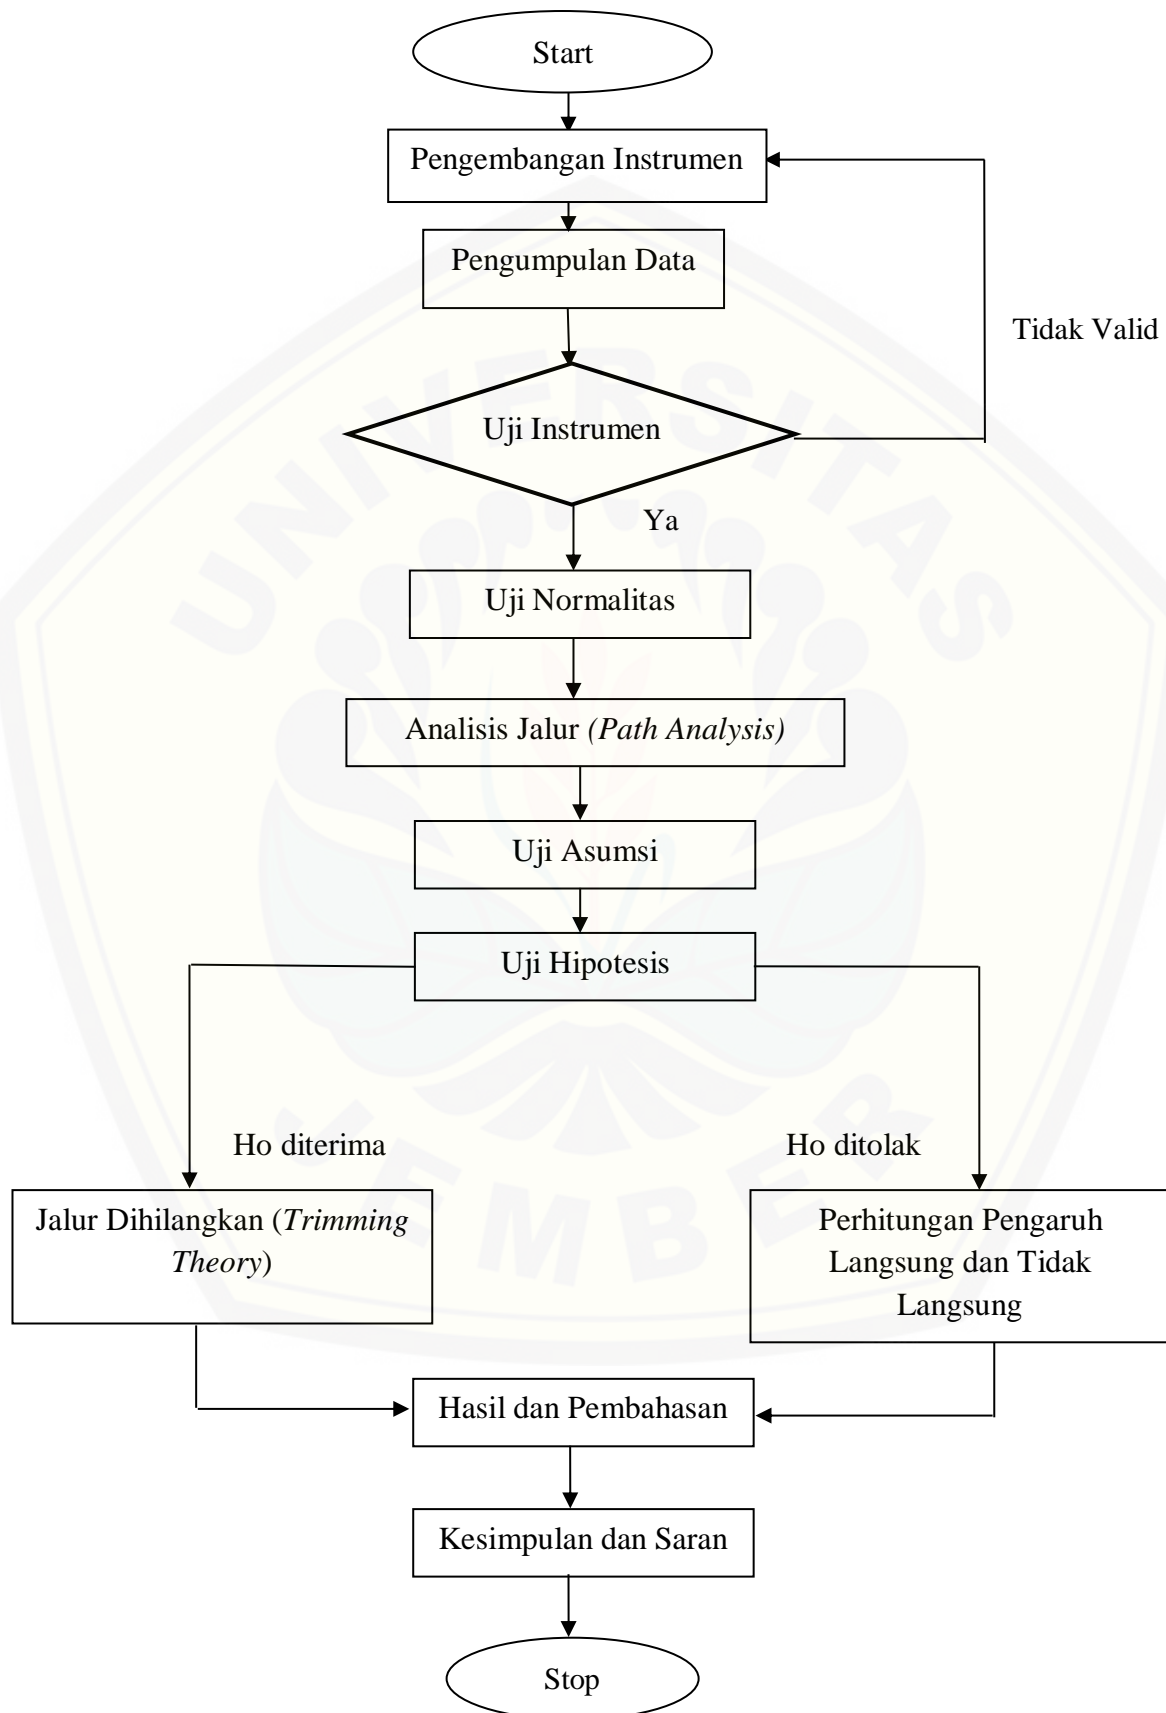 Start
Pengembangan Instrumen
Pengumpulan Data
Tidak Valid
Uji Instrumen
Ya
Uji Normalitas
Analisis Jalur (Path Analysis)
Uji Asumsi
Uji Hipotesis
Ho diterima
Ho ditolak
Jalur Dihilangkan (Trimming
Theory)
Perhitungan Pengaruh
Langsung dan Tidak
Langsung
Hasil dan Pembahasan
Kesimpulan dan Saran
Stop
UNIVERSITAS
JEMBER